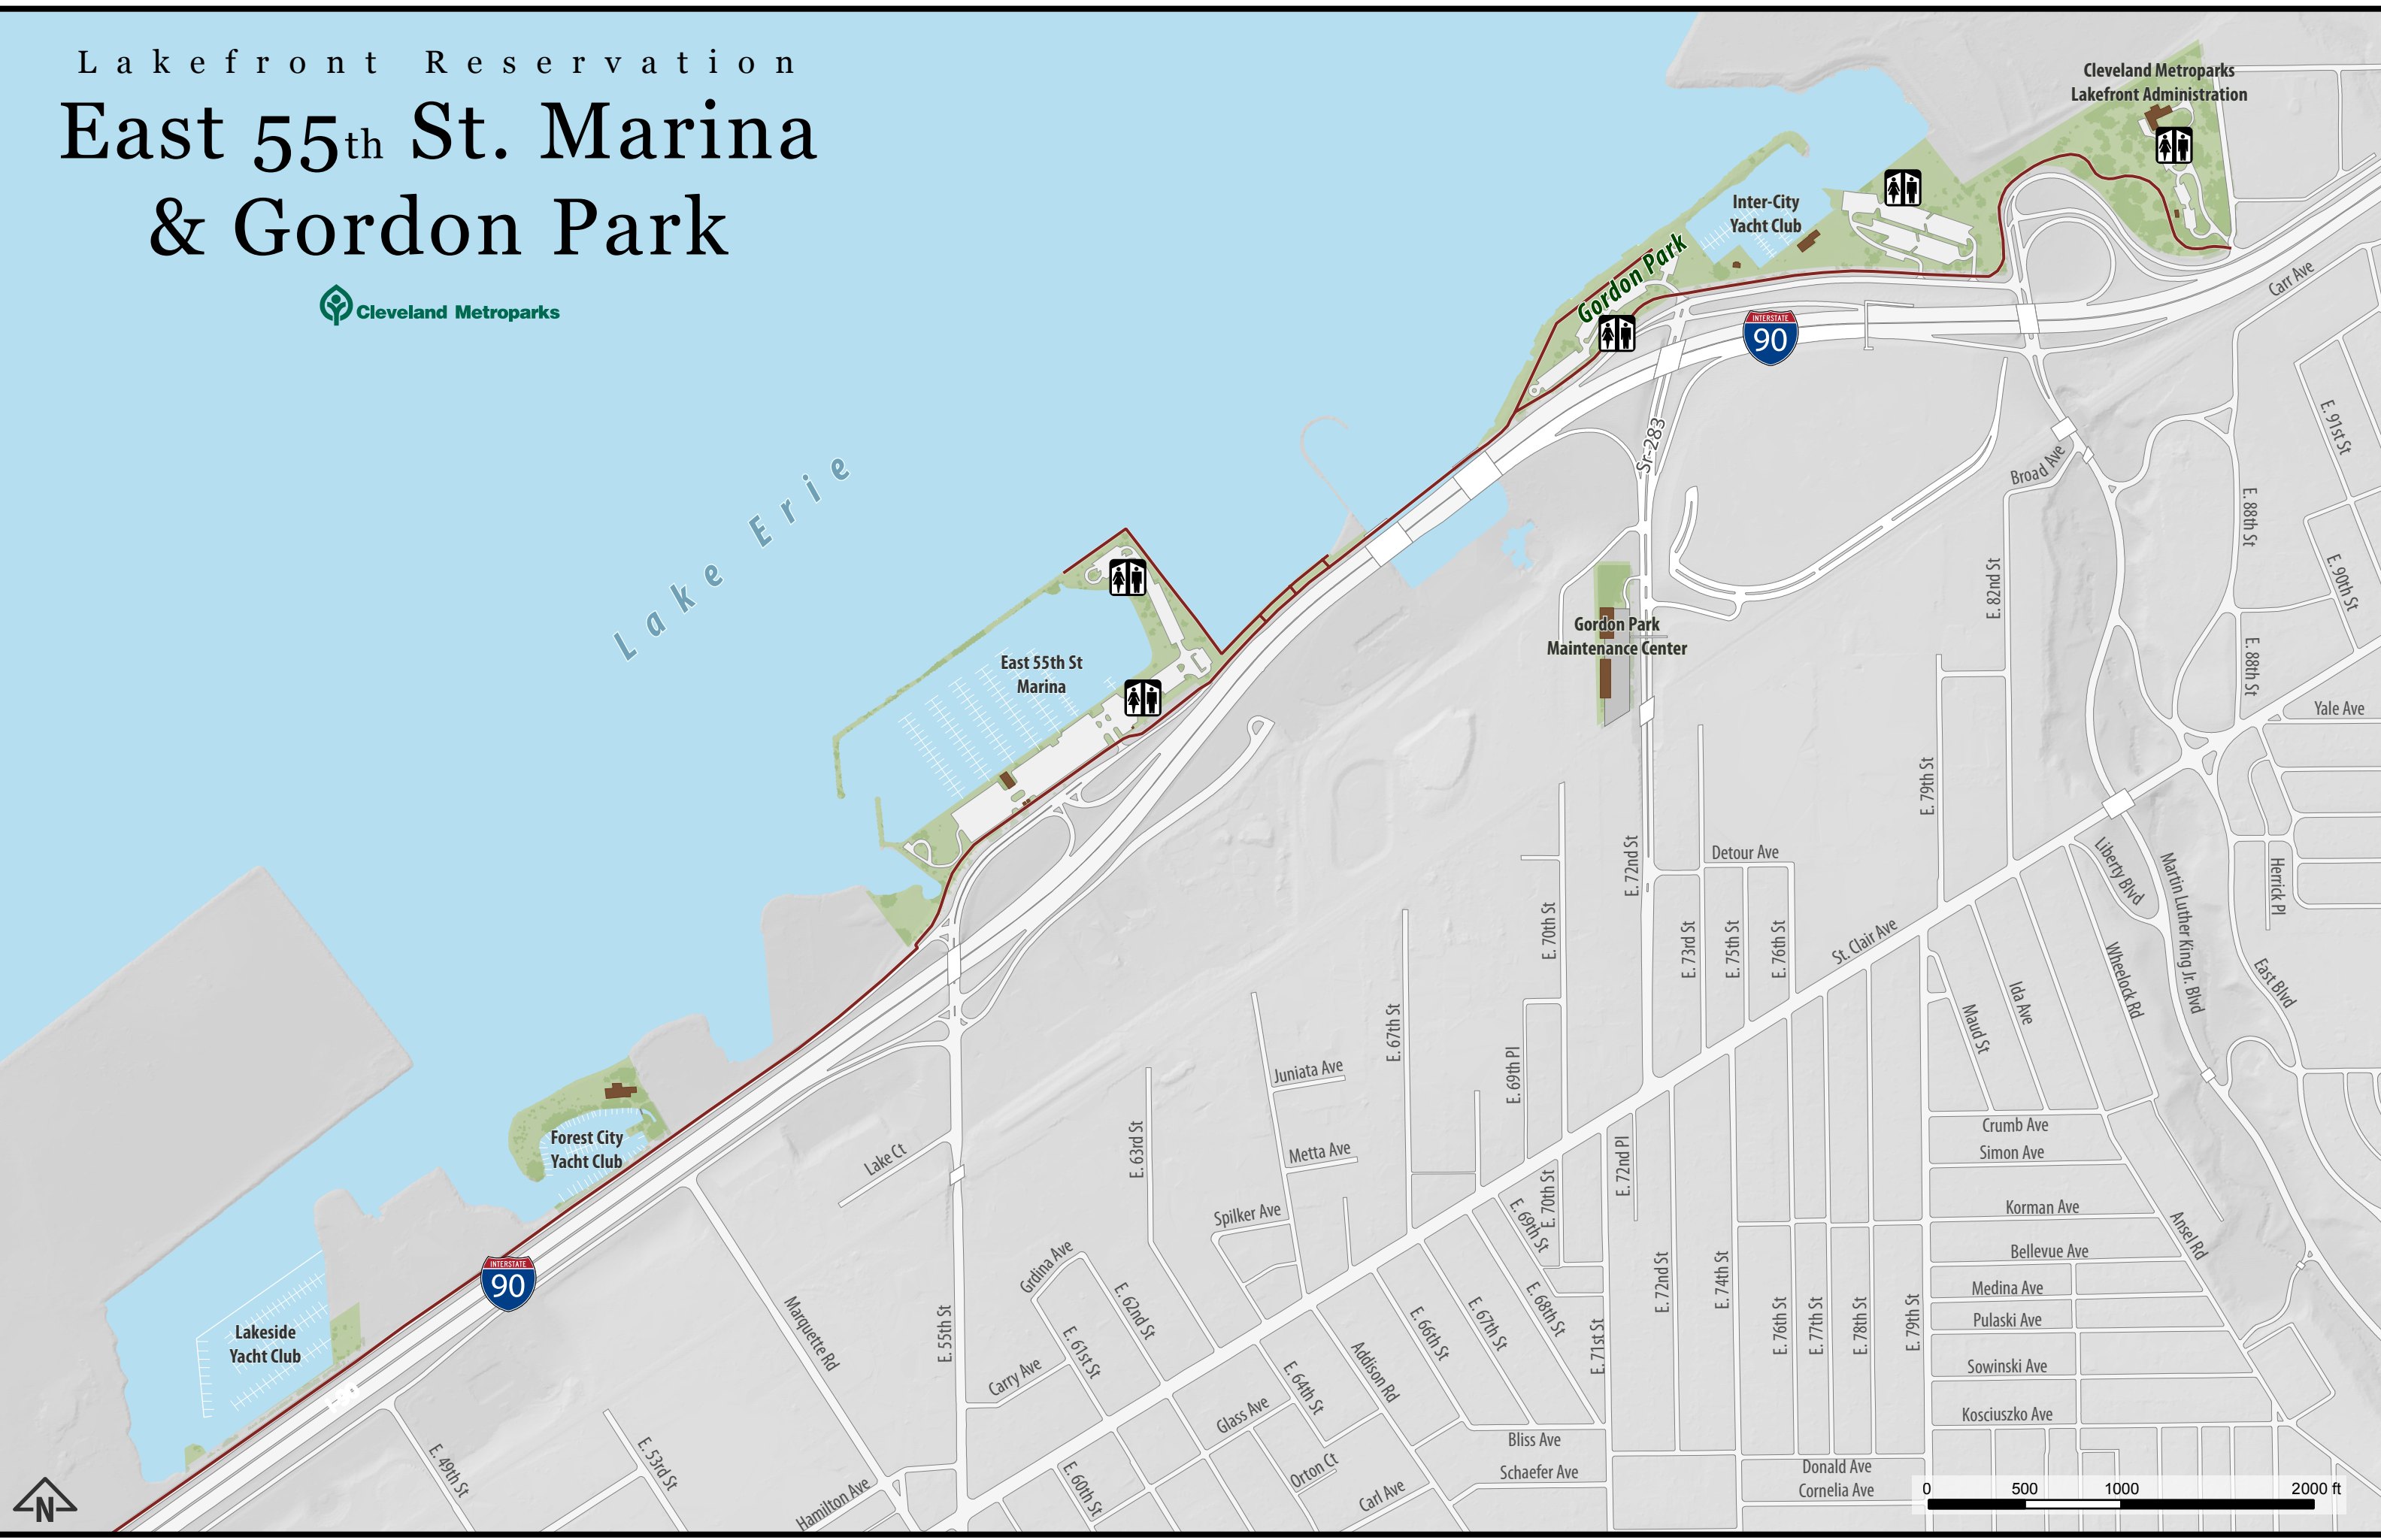 Lakefront Reservation
East 55th St. Marina
& Gordon Park
Cleveland Metroparks
Cleveland Metroparks
Lakefront Administration
Inter-City
Yacht Club
Gordon Park
INTERSTATE
90
Carr Ave
E. 91st St
Sr-283
Broad Ave
E. 88th St
Lake Erie
E. 90th St
E. 82nd St
Gordon Park
Maintenance Center
East 55th St
Marina
E. 88th St
Yale Ave
E. 79th St
E. 72nd St
Detour Ave
Liberty Blvd
Martin Luther King Jr. Blvd
Herrick Pl
E. 70th St
E. 73rd St
E. 75th St
E. 76th St
St. Clair Ave
Wheelock Rd
East Blvd
Ida Ave
Maud St
E. 67th St
E. 69th Pl
Juniata Ave
Forest City
Yacht Club
Lake Ct
E. 63rd St
Metta Ave
E. 72nd Pl
Crumb Ave
Simon Ave
E. 70th St
E. 69th St
Spilker Ave
Korman Ave
Ansel Rd
Bellevue Ave
INTERSTATE
90
Grdina Ave
E. 62nd St
E. 72nd St
E. 74th St
Medina Ave
Lakeside
Yacht Club
Marquette Rd
E. 55th St
E. 61st St
E. 66th St
E. 67th St
E. 68th St
E. 71st St
E. 76th St
E. 77th St
E. 78th St
E. 79th St
Pulaski Ave
Carry Ave
E. 64th St
Addison Rd
Sowinski Ave
Glass Ave
Kosciuszko Ave
Bliss Ave
E. 49th St
E. 53rd St
Orton Ct
Schaefer Ave
Donald Ave
Cornelia Ave
E. 60th St
Carl Ave
Hamilton Ave
N
0 500 1000 2000 ft